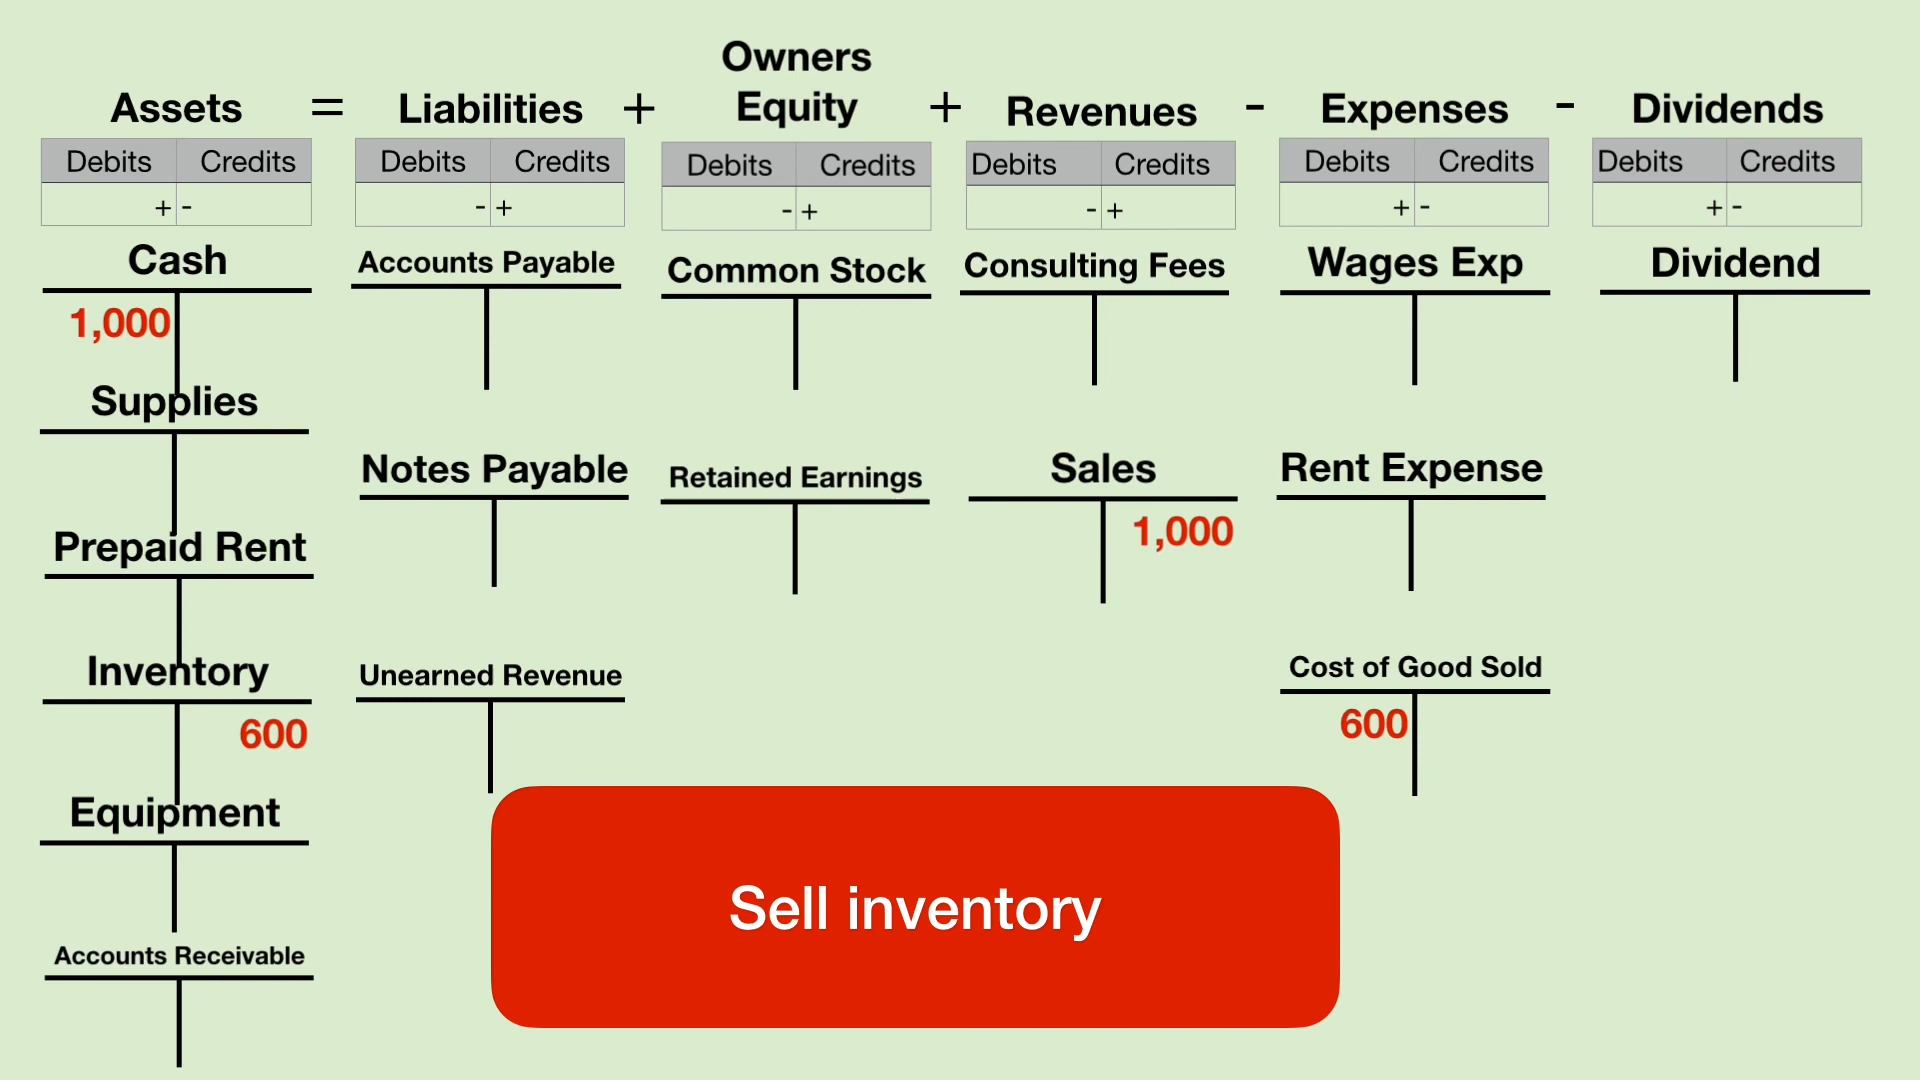 Owners
Assets = Liabilities + Equity + Revenues - Expenses - Dividends
Debits Credits Debits Credits Debits Credits Debits Credits Debits Credits Debits Credits
+ - - + - + - + + - + -
Cash Accounts Payable Common Stock Consulting Fees Wages Exp Dividend
1,000
Supplies
Notes Payable Retained Earnings Sales Rent Expense
1,000
Prepaid Rent
Inventory Unearned Revenue Cost of Good Sold
600 600
Equipment
Sell inventory
Accounts Receivable